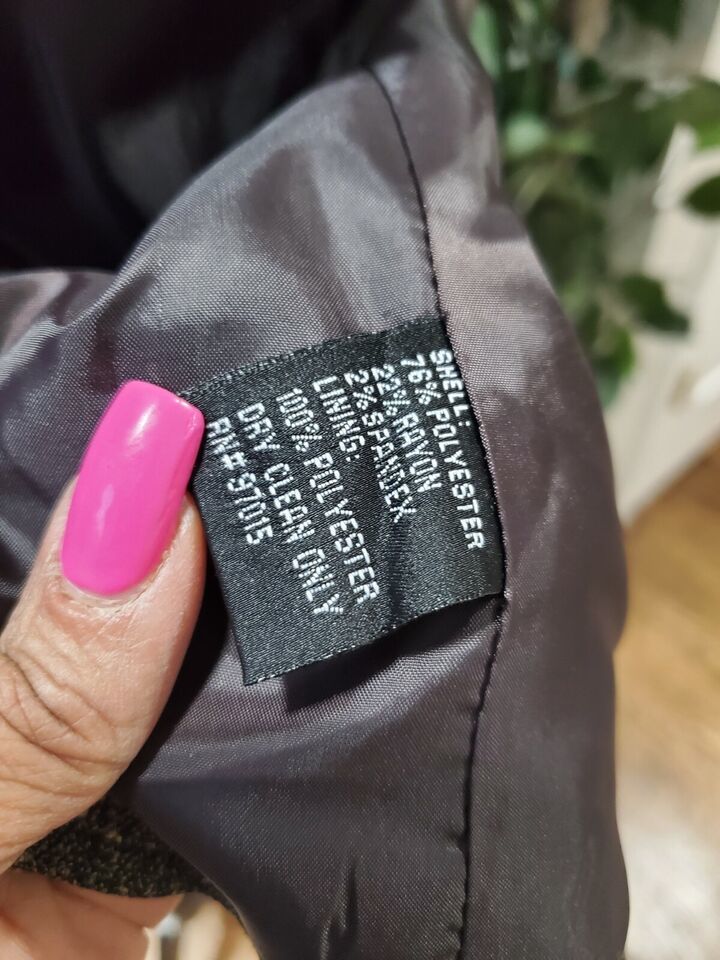 SHELL:
76% POLYESTER
22% RAYON
2% SPANDEX
LINING:
100% POLYESTER
DRY CLEAN ONLY
RN# 97015